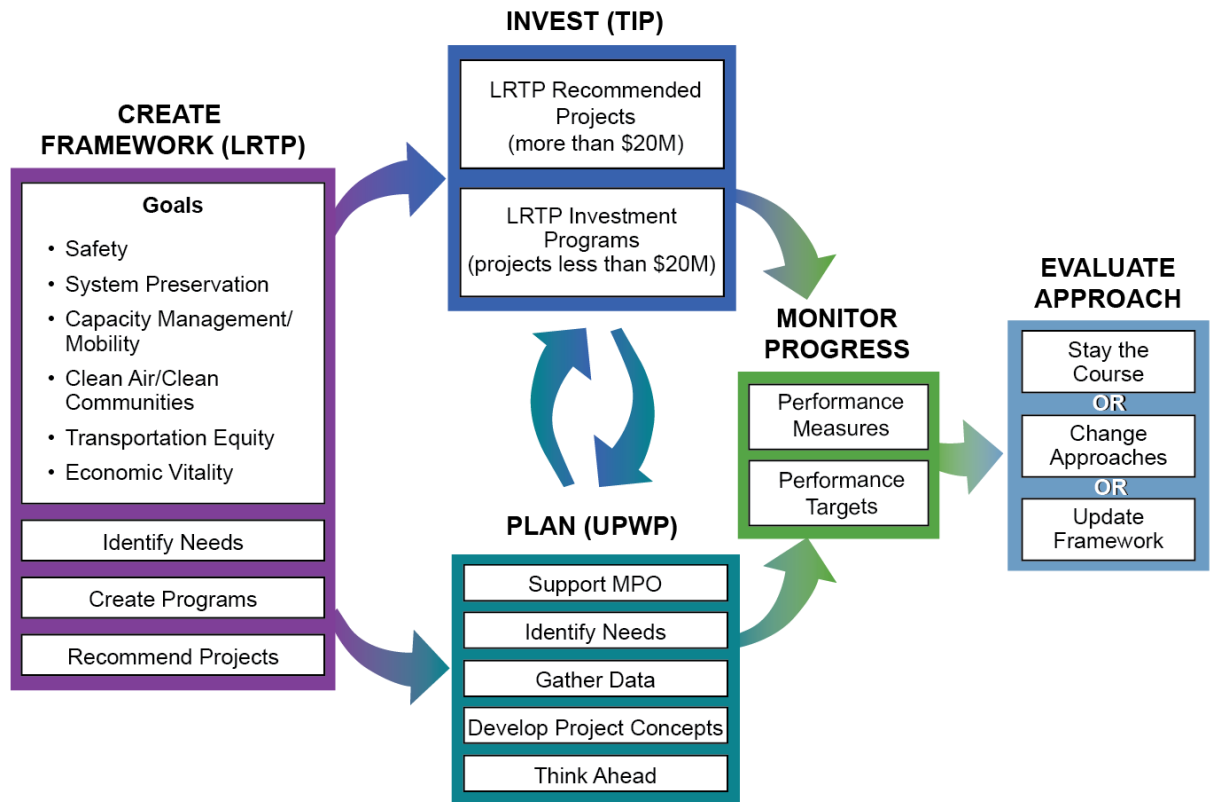 CREATE
FRAMEWORK (LRTP)
Goals
• Safety
• System Preservation
• Capacity Management/
Mobility
• Clean Air/Clean
Communities
• Transportation Equity
• Economic Vitality
Identify Needs
Create Programs
Recommend Projects
INVEST (TIP)
LRTP Recommended
Projects
(more than $20M)
LRTP Investment
Programs
(projects less than $20M)
PLAN (UPWP)
Support MPO
Identify Needs
Gather Data
Develop Project Concepts
Think Ahead
MONITOR
PROGRESS
Performance
Measures
Performance
Targets
EVALUATE
APPROACH
Stay the
Course
OR
Change
Approaches
OR
Update
Framework